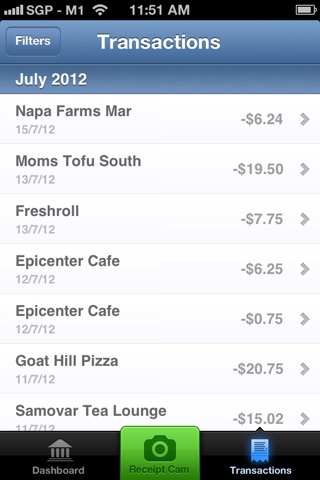 SGP - M1 11:51 AM
Filters Transactions
July 2012
Napa Farms Mar -$6.24
15/7/12
Moms Tofu South -$19.50
13/7/12
Freshroll -$7.75
13/7/12
Epicenter Cafe -$6.25
12/7/12
Epicenter Cafe -$0.75
12/7/12
Goat Hill Pizza -$20.75
11/7/12
Samovar Tea Lounge -$15.02
11/7/12
Dashboard Receipt Cam Transactions